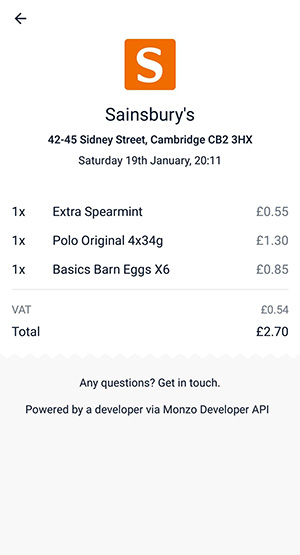 S
Sainsbury's
42-45 Sidney Street, Cambridge CB2 3HX
Saturday 19th January, 20:11
1x Extra Spearmint £0.55
1x Polo Original 4x34g £1.30
1x Basics Barn Eggs X6 £0.85
VAT £0.54
Total £2.70
Any questions? Get in touch.
Powered by a developer via Monzo Developer API